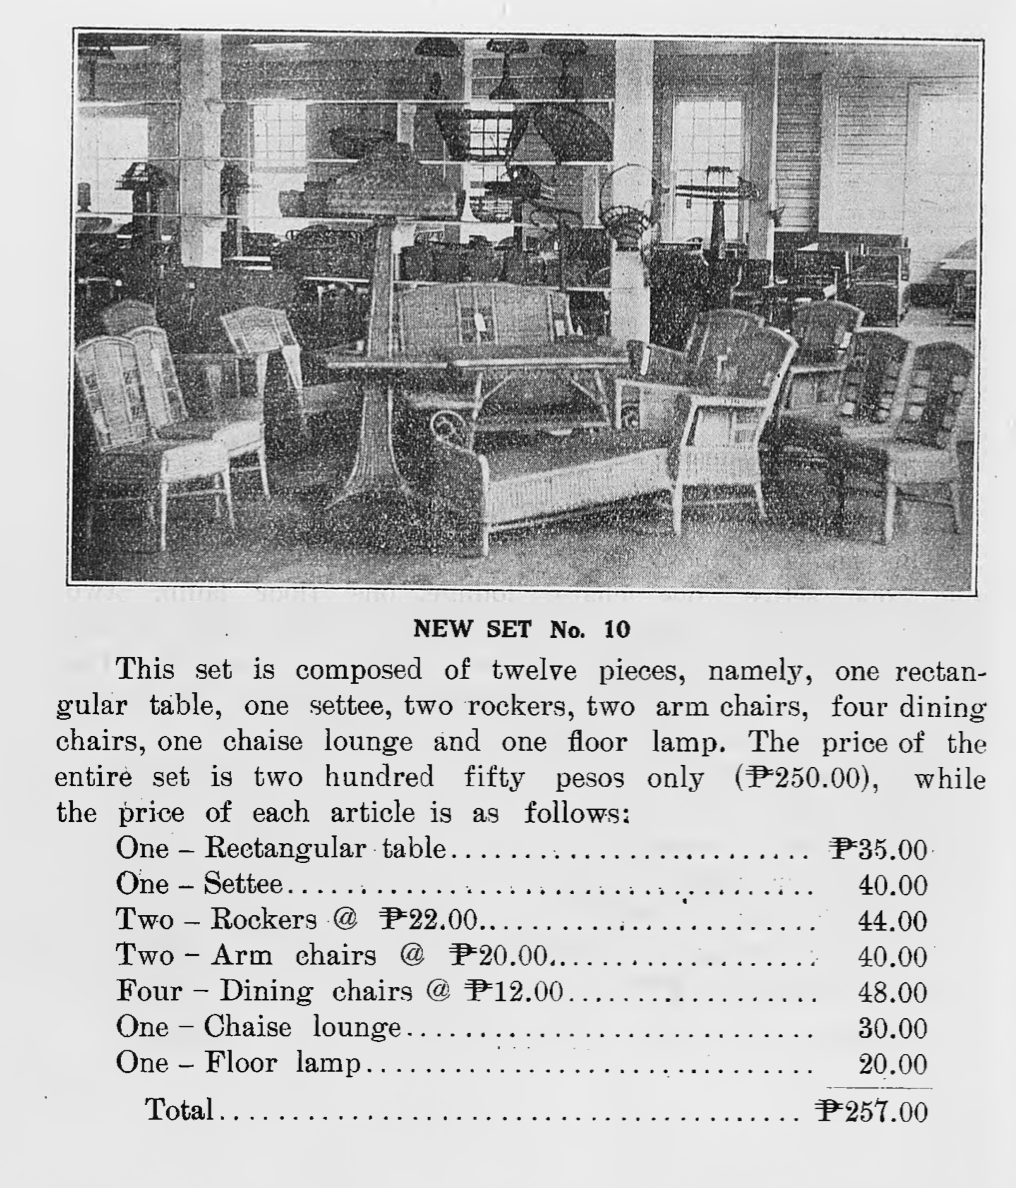 NEW SET No. 10
This set is composed of twelve pieces, namely, one rectan-
gular table, one settee, two rockers, two arm chairs, four dining
chairs, one chaise lounge and one floor lamp. The price of the
entire set is two hundred fifty pesos only (₱250.00), while
the price of each article is as follows:
One – Rectangular table........................ ₱35.00
One – Settee.................................. 40.00
Two – Rockers @ ₱22.00....................... 44.00
Two – Arm chairs @ ₱20.00................... 40.00
Four – Dining chairs @ ₱12.00.................. 48.00
One – Chaise lounge........................... 30.00
One – Floor lamp.............................. 20.00
Total....................................... ₱257.00